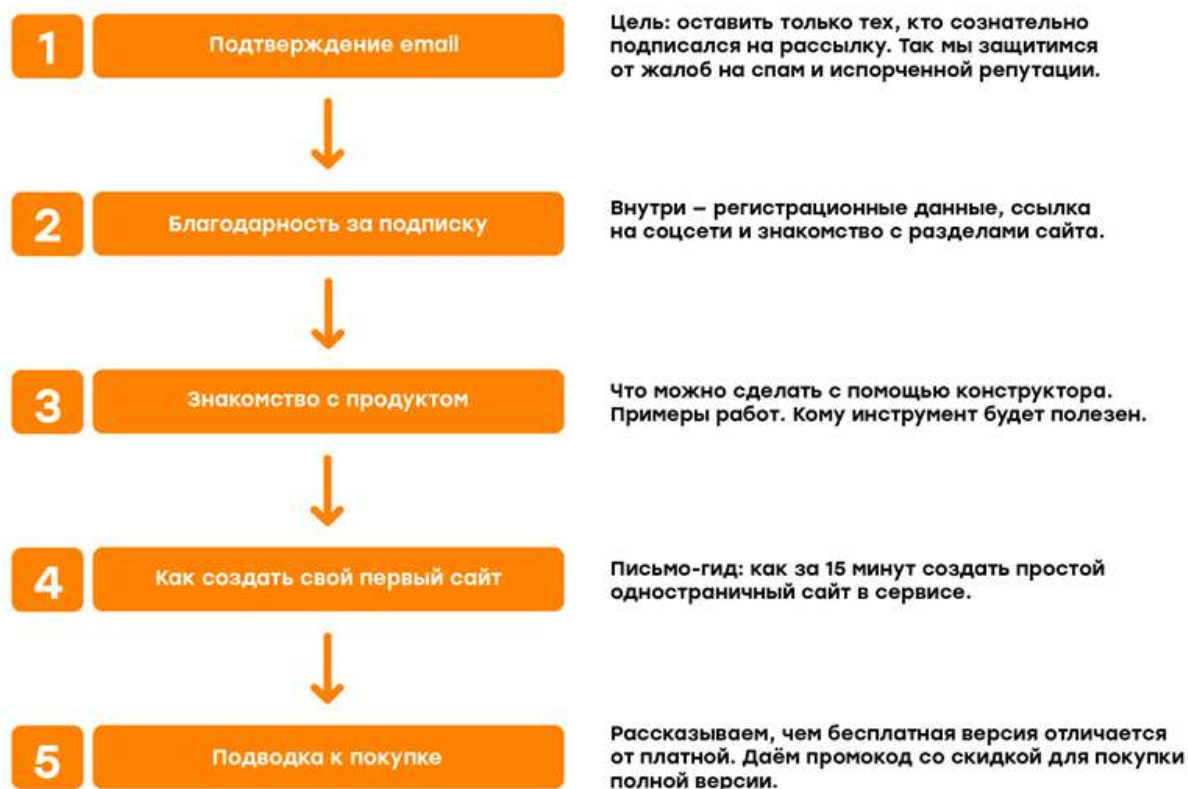 1
Подтверждение email
Цель: оставить только тех, кто сознательно
подписался на рассылку. Так мы защитимся
от жалоб на спам и испорченной репутации.
2
Благодарность за подписку
Внутри – регистрационные данные, ссылка
на соцсети и знакомство с разделами сайта.
3
Знакомство с продуктом
Что можно сделать с помощью конструктора.
Примеры работ. Кому инструмент будет полезен.
4
Как создать свой первый сайт
Письмо-гид: как за 15 минут создать простой
одностраничный сайт в сервисе.
5
Подводка к покупке
Рассказываем, чем бесплатная версия отличается
от платной. Даём промокод со скидкой для покупки
полной версии.